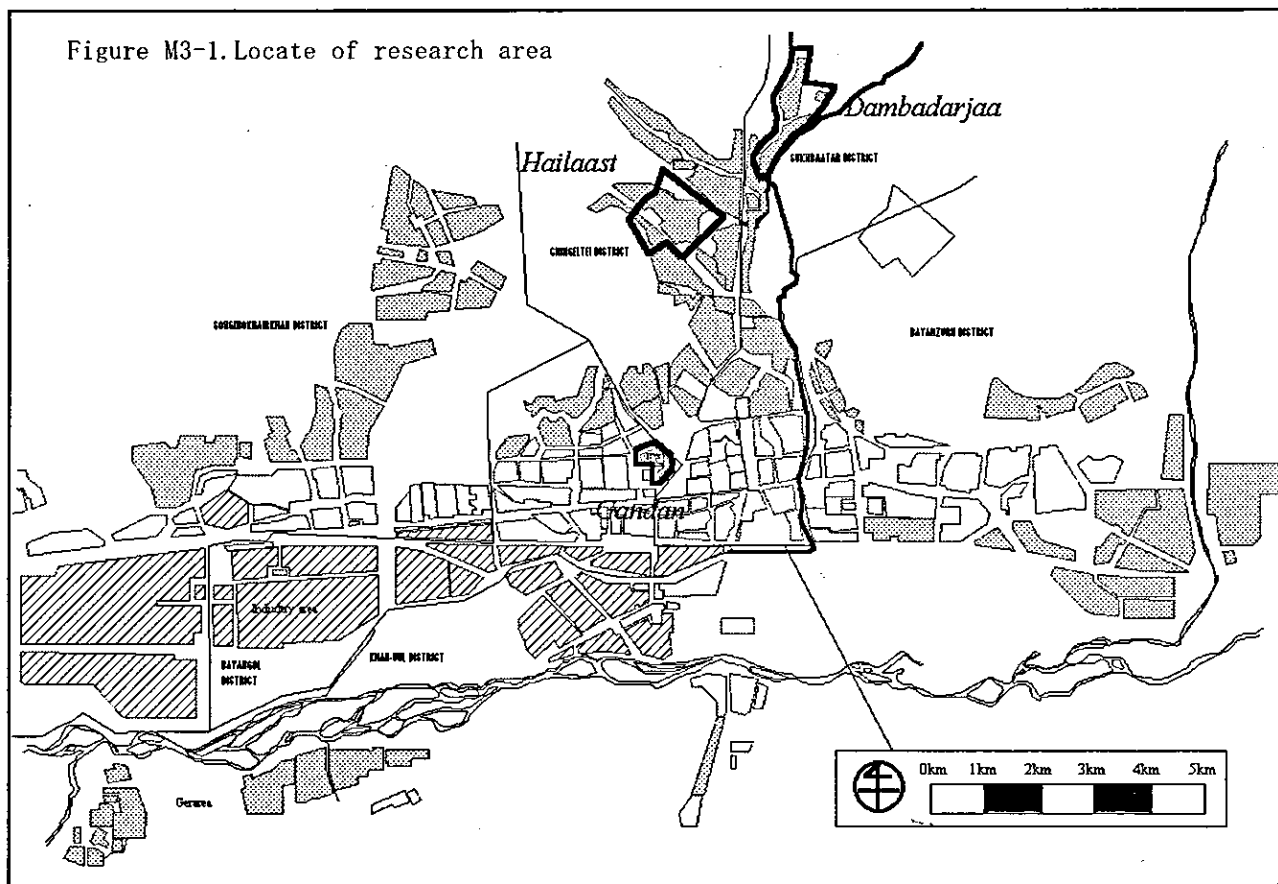 Figure M3-1. Locate of research area
Dambadarjaa
SUKHBAATAR DISTRICT
Hailaast
CHINGELTEI DISTRICT
SONGINOKHAIRKHAN DISTRICT
BAYANZURH DISTRICT
Gandan
Industry area
BAYANGOL
DISTRICT
KHAN-UUL DISTRICT
0km 1km 2km 3km 4km 5km